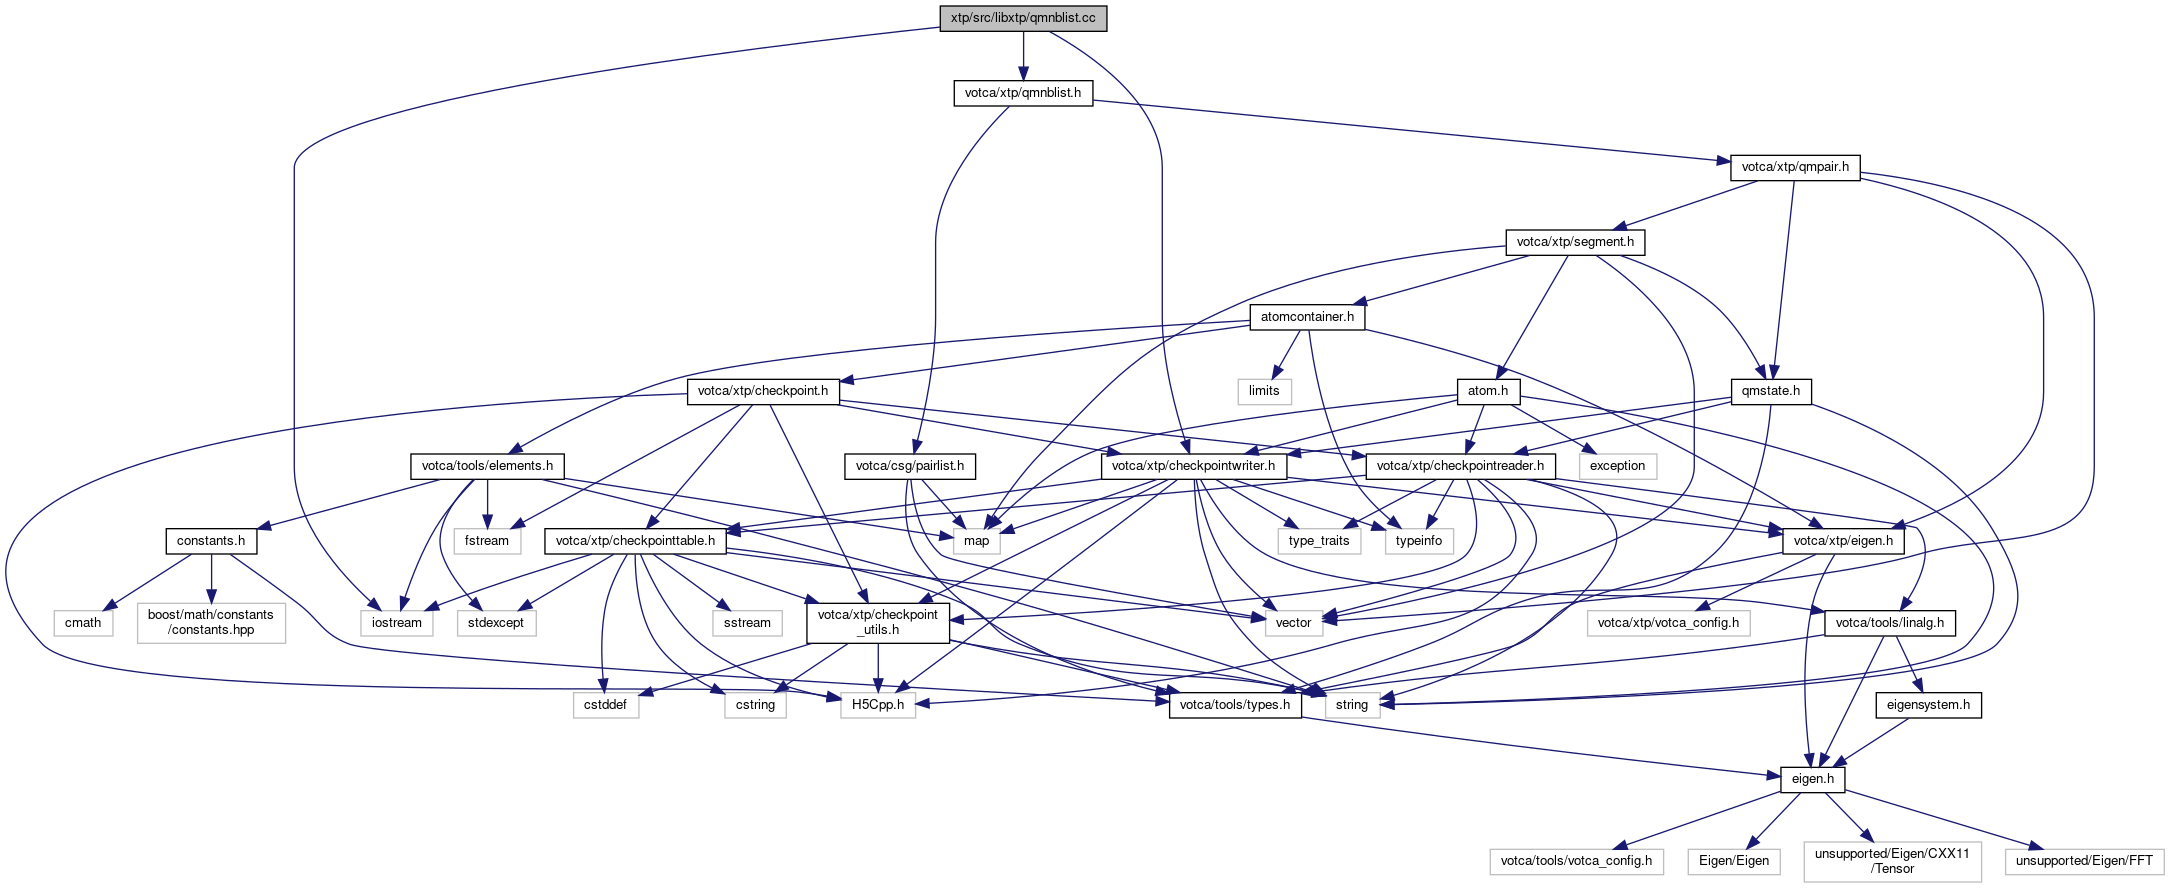 xtp/src/libxtp/qmnblist.cc
votca/xtp/qmnblist.h
votca/xtp/qmpair.h
votca/xtp/segment.h
atomcontainer.h
votca/xtp/checkpoint.h
limits
atom.h
qmstate.h
votca/tools/elements.h
votca/csg/pairlist.h
votca/xtp/checkpointwriter.h
votca/xtp/checkpointreader.h
exception
constants.h
fstream
votca/xtp/checkpointtable.h
map
type_traits
typeinfo
votca/xtp/eigen.h
cmath
boost/math/constants
/constants.hpp
iostream
stdexcept
sstream
votca/xtp/checkpoint
_utils.h
vector
votca/xtp/votca_config.h
votca/tools/linalg.h
cstddef
cstring
H5Cpp.h
votca/tools/types.h
string
eigensystem.h
eigen.h
votca/tools/votca_config.h
Eigen/Eigen
unsupported/Eigen/CXX11
/Tensor
unsupported/Eigen/FFT